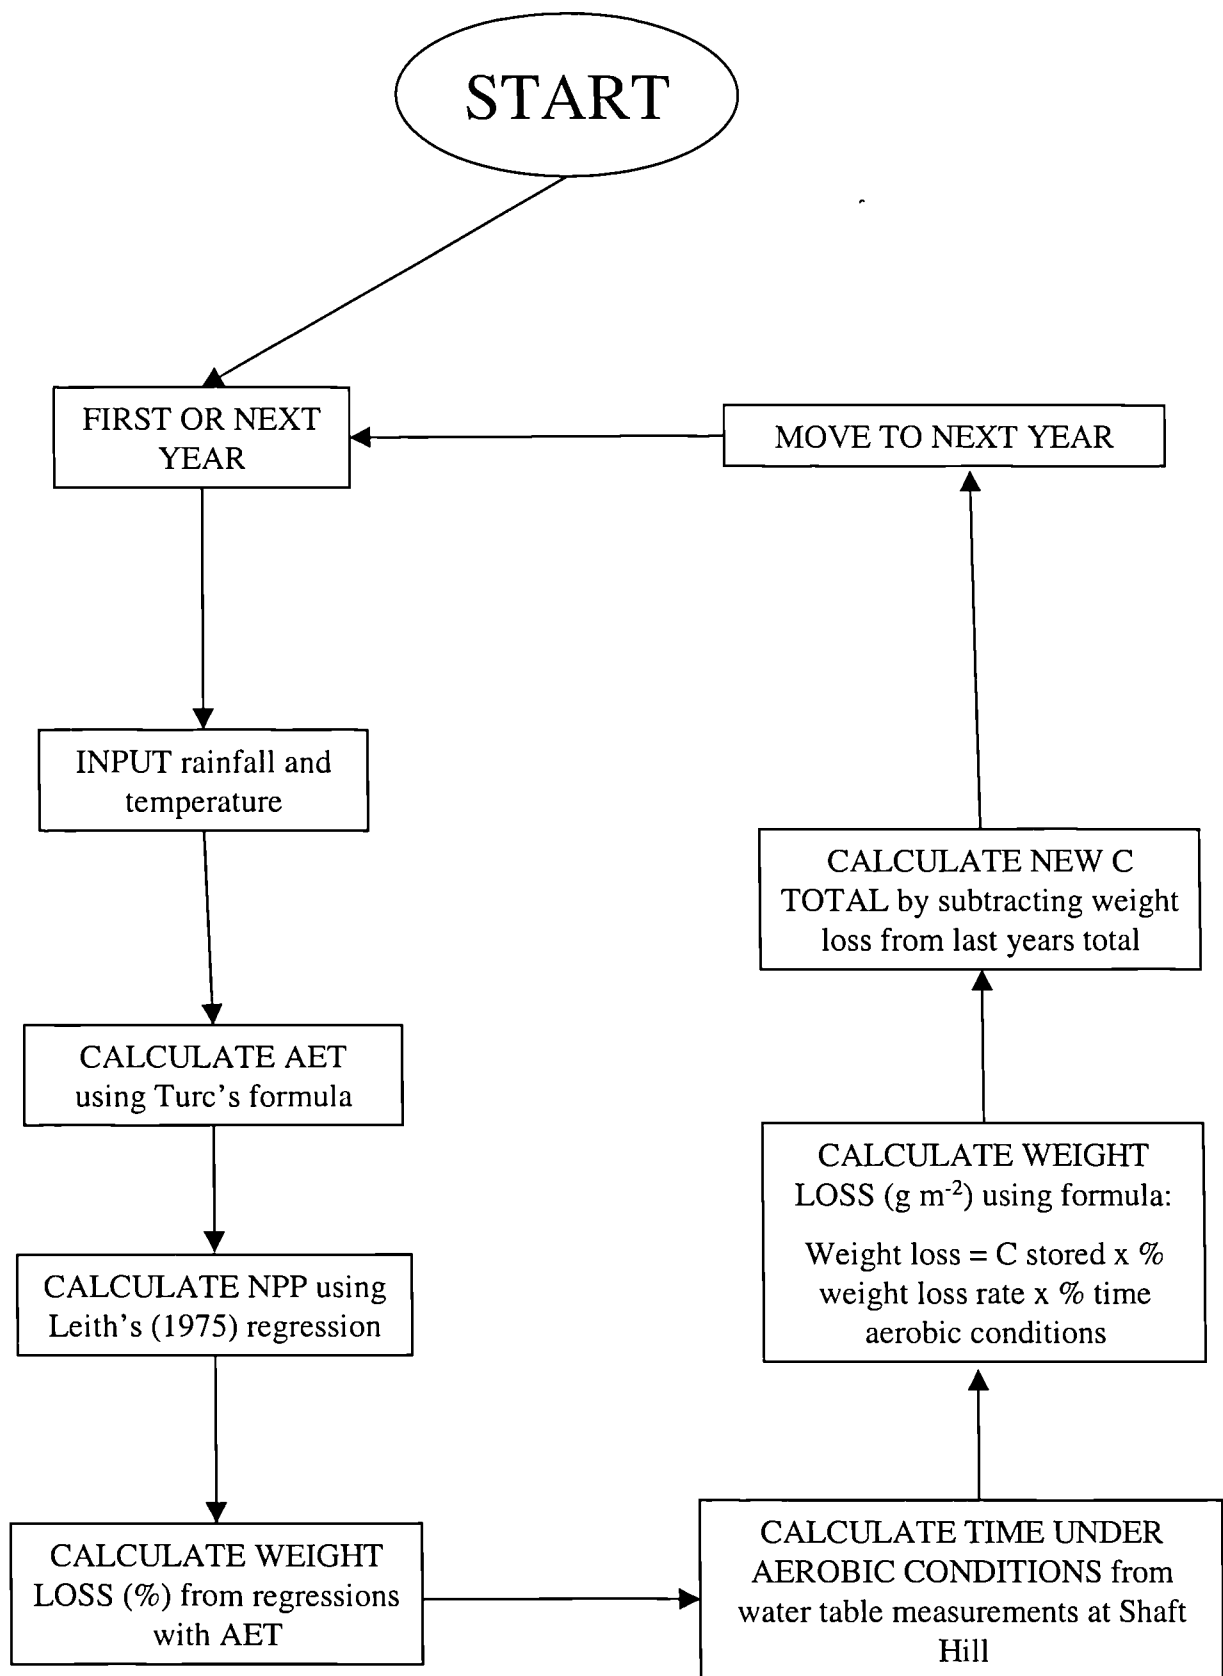 START
FIRST OR NEXT
YEAR
MOVE TO NEXT YEAR
INPUT rainfall and
temperature
CALCULATE AET
using Turc’s formula
CALCULATE NPP using
Leith’s (1975) regression
CALCULATE WEIGHT
LOSS (%) from regressions
with AET
CALCULATE TIME UNDER
AEROBIC CONDITIONS from
water table measurements at Shaft
Hill
CALCULATE WEIGHT
LOSS (g m⁻²) using formula:
Weight loss = C stored x %
weight loss rate x % time
aerobic conditions
CALCULATE NEW C
TOTAL by subtracting weight
loss from last years total